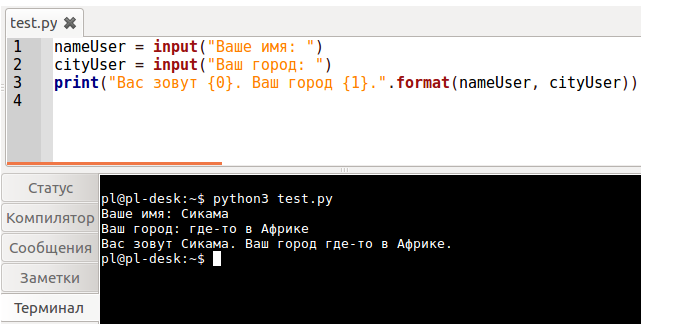 test.py
1 nameUser = input("Ваше имя: ")
2 cityUser = input("Ваш город: ")
3 print("Вас зовут {0}. Ваш город {1}.".format(nameUser, cityUser))
4
Статус
Компилятор
Сообщения
Заметки
Терминал
pl@pl-desk:~$ python3 test.py
Ваше имя: Сикама
Ваш город: где-то в Африке
Вас зовут Сикама. Ваш город где-то в Африке.
pl@pl-desk:~$